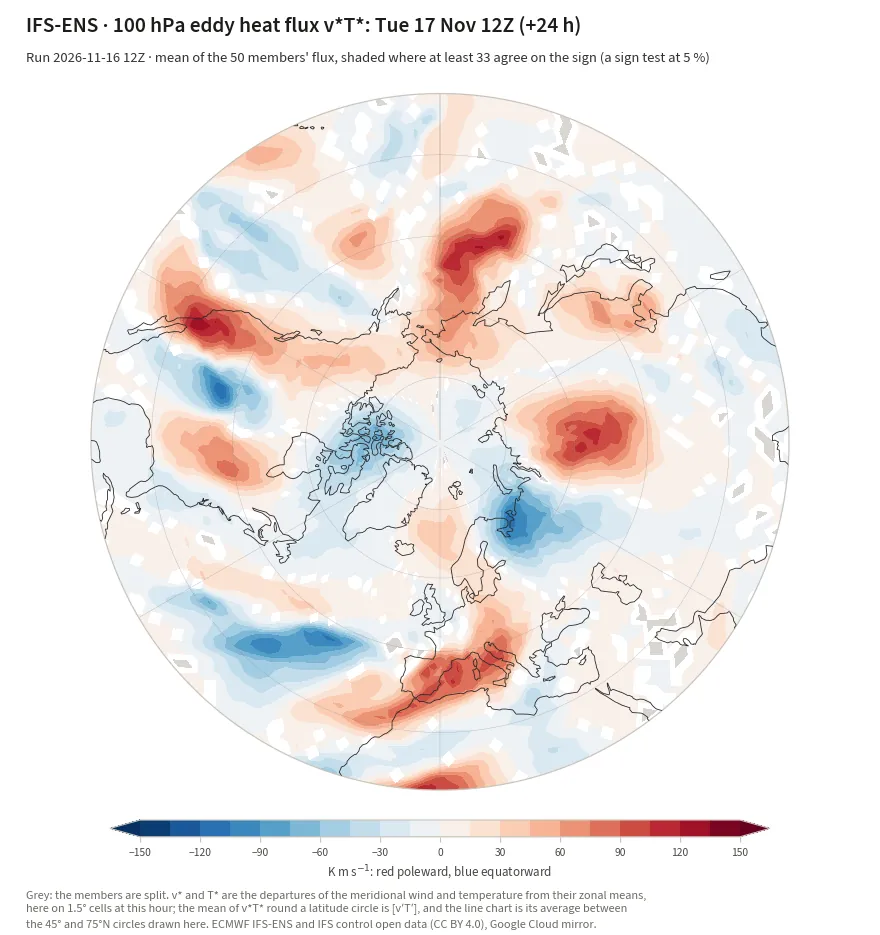 IFS-ENS · 100 hPa eddy heat flux v*T*: Tue 17 Nov 12Z (+24 h)
Run 2026-11-16 12Z · mean of the 50 members' flux, shaded where at least 33 agree on the sign (a sign test at 5 %)
−150 −120 −90 −60 −30 0 30 60 90 120 150
K m s⁻¹: red poleward, blue equatorward
Grey: the members are split. v* and T* are the departures of the meridional wind and temperature from their zonal means,
here on 1.5° cells at this hour; the mean of v*T* round a latitude circle is [v′T′], and the line chart is its average between
the 45° and 75°N circles drawn here. ECMWF IFS-ENS and IFS control open data (CC BY 4.0), Google Cloud mirror.